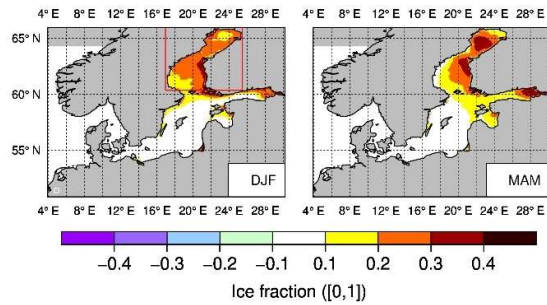 4° E 8° E 12° E 16° E 20° E 24° E 28° E
4° E 8° E 12° E 16° E 20° E 24° E 28° E
65° N
60° N
55° N
DJF
MAM
4° E 8° E 12° E 16° E 20° E 24° E 28° E
4° E 8° E 12° E 16° E 20° E 24° E 28° E
−0.4 −0.3 −0.2 −0.1 0.1 0.2 0.3 0.4
Ice fraction ([0,1])